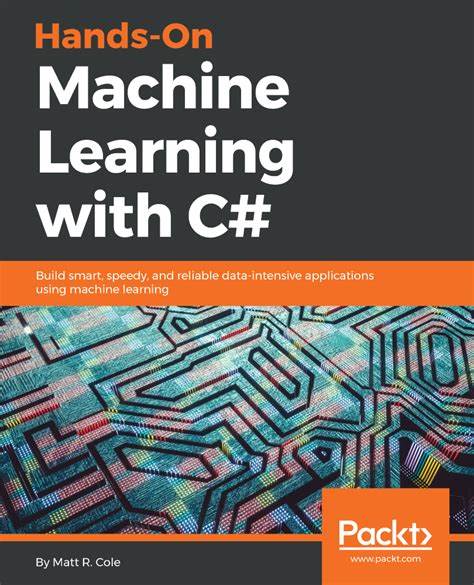 Hands-On
Machine
Learning
with C#
Build smart, speedy, and reliable data-intensive applications
using machine learning
Packt>
www.packt.com
By Matt R. Cole